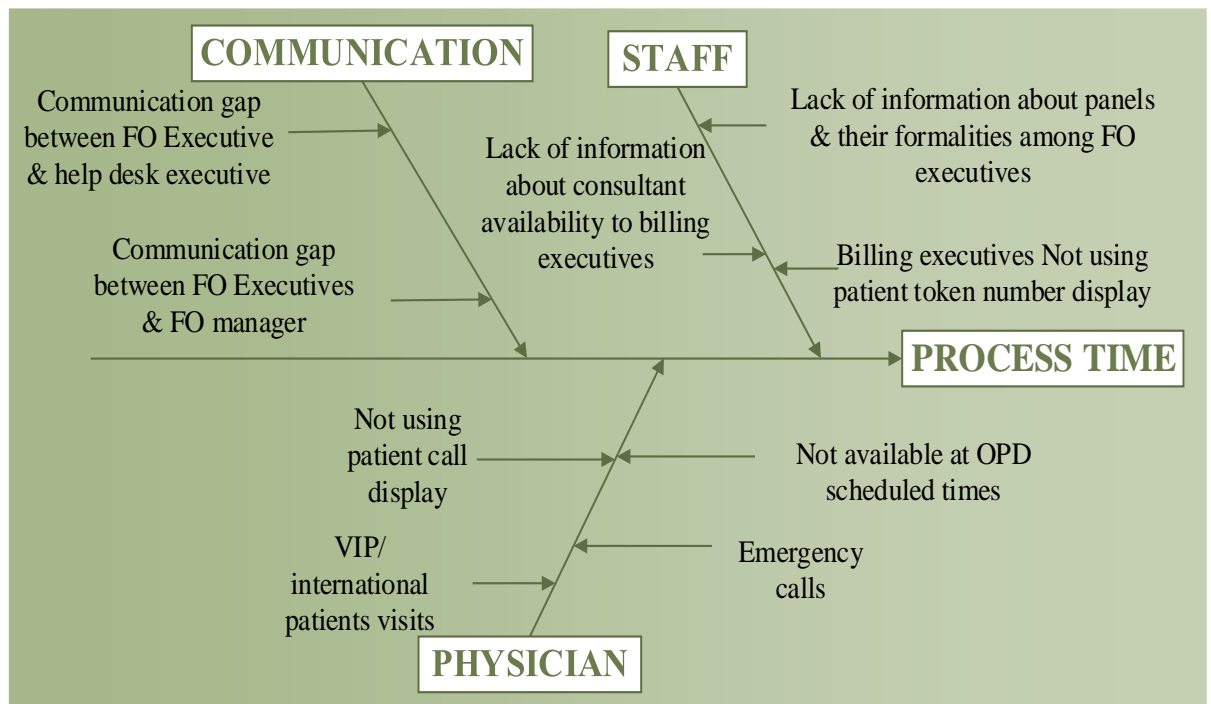 COMMUNICATION
STAFF
Communication gap
between FO Executive
& help desk executive
Lack of information
about consultant
availability to billing
executives
Lack of information about panels
& their formalities among FO
executives
Communication gap
between FO Executives
& FO manager
Billing executives Not using
patient token number display
PROCESS TIME
Not using
patient call
display
Not available at OPD
scheduled times
VIP/
international
patients visits
Emergency
calls
PHYSICIAN